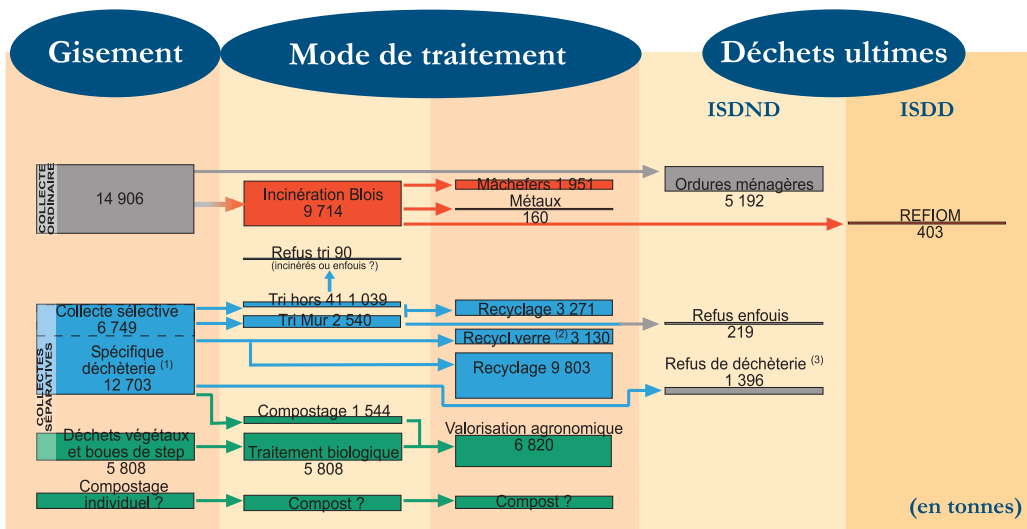 Gisement
Mode de traitement
Déchets ultimes
ISDND
ISDD
COLLECTE
ORDINAIRE
14 906
Incinération Blois
9 714
Mâchefers 1 951
Métaux
160
Ordures ménagères
5 192
REFIOM
403
Refus tri 90
(incinérés ou enfouis ?)
COLLECTES
SÉPARATIVES
Collecte sélective
6 749
Tri hors 41 1 039
Tri Mur 2 540
Recyclage 3 271
Refus enfouis
219
Spécifique
déchèterie (1)
12 703
Recycl.verre (2) 3 130
Recyclage 9 803
Refus de déchèterie (3)
1 396
Compostage 1 544
Déchets végétaux
et boues de step
5 808
Traitement biologique
5 808
Valorisation agronomique
6 820
Compostage
individuel ?
Compost ?
Compost ?
(en tonnes)